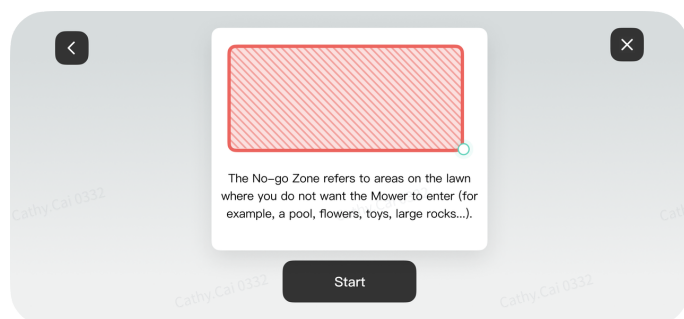 The No-go Zone refers to areas on the lawn
where you do not want the Mower to enter (for
example, a pool, flowers, toys, large rocks...).
Cathy.Cai 0332
Cat
Start
Cathy.Cai 0332
Cathy.Cai 0332